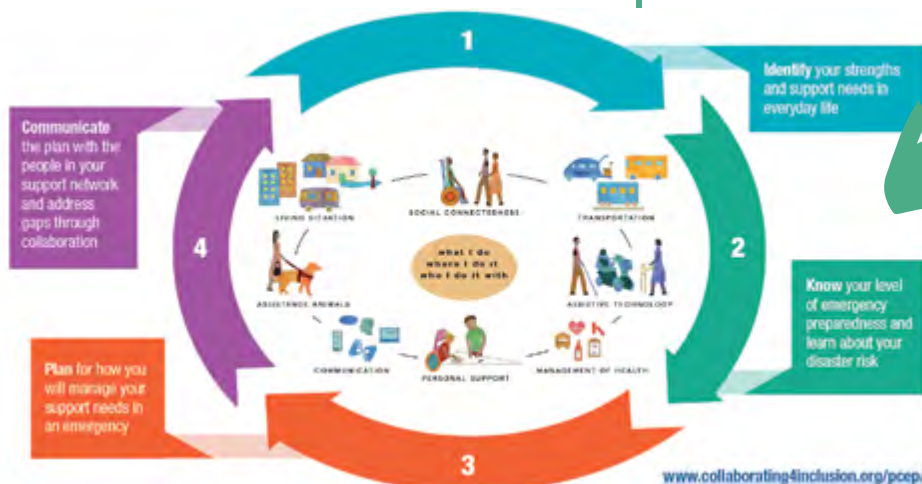 1
Identify your strengths
and support needs in
everyday life
2
Know your level
of emergency
preparedness and
learn about your
disaster risk
3
Plan for how you
will manage your
support needs in
an emergency
4
Communicate
the plan with the
people in your
support network
and address
gaps through
collaboration
LIVING SITUATION
SOCIAL CONNECTEDNESS
TRANSPORTATION
ASSISTANCE ANIMALS
what I do
where I do it
who I do it with
ASSISTIVE TECHNOLOGY
COMMUNICATION
PERSONAL SUPPORT
MANAGEMENT OF HEALTH
www.collaborating4inclusion.org/pcep